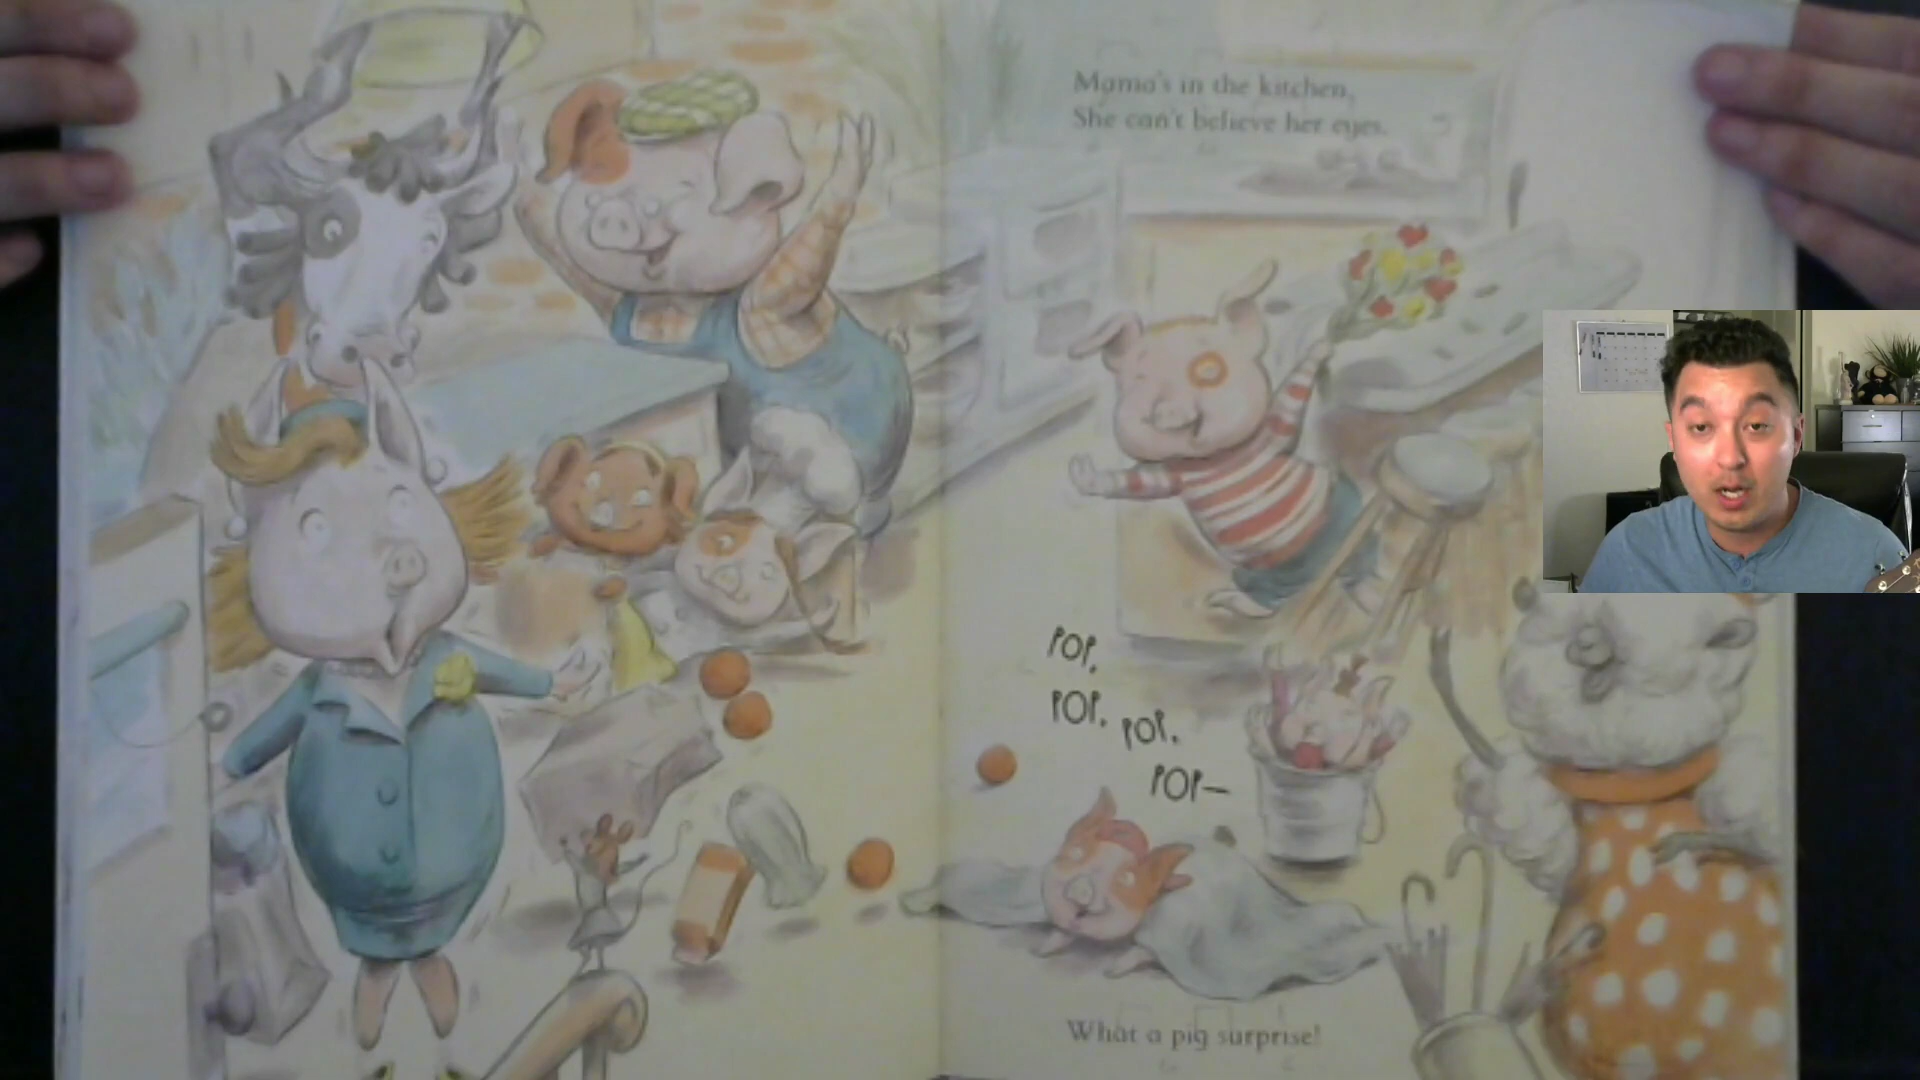 Mama's in the kitchen,
She can't believe her eyes.
POP,
POP,
POP,
POP—
What a pig surprise!